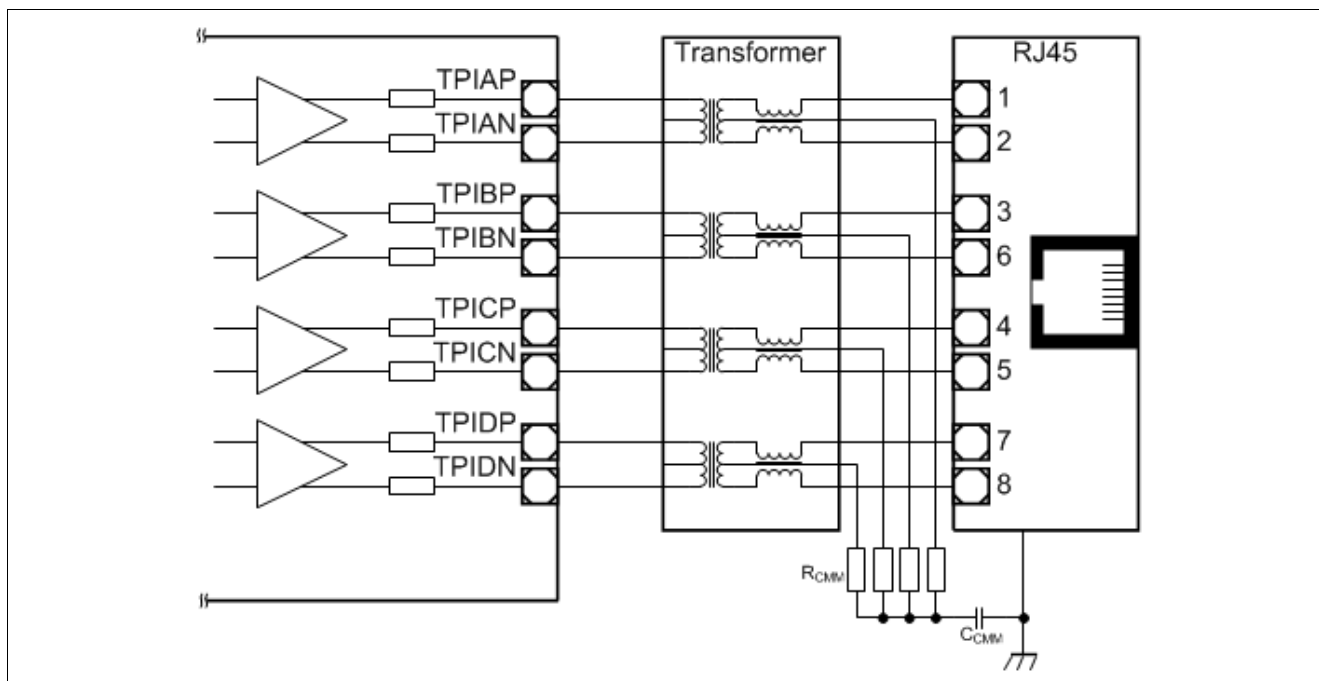 Transformer
RJ45
TPIAP
1
TPIAN
2
TPIBP
3
TPIBN
6
TPICP
4
TPICN
5
TPIDP
7
TPIDN
8
RCMM
CCMM